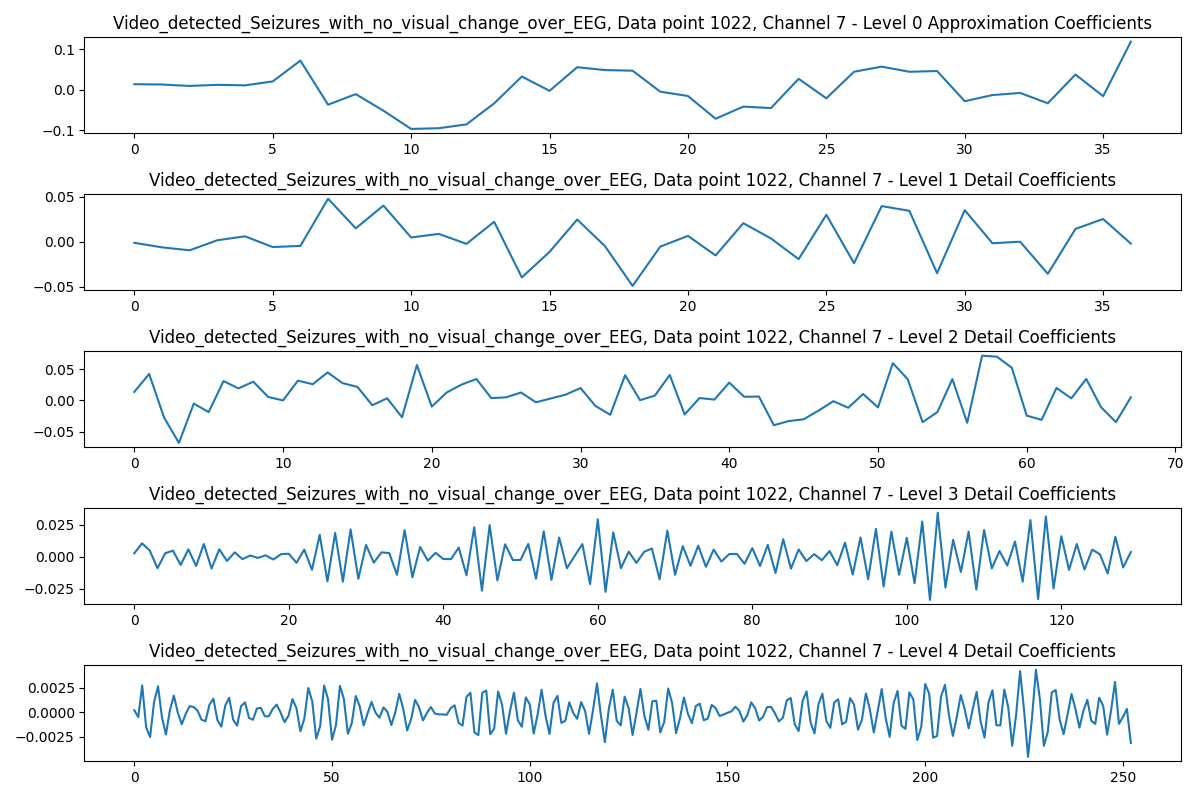 Video_detected_Seizures_with_no_visual_change_over_EEG, Data point 1022, Channel 7 - Level 0 Approximation Coefficients
0.1
0.0
−0.1
0 5 10 15 20 25 30 35
Video_detected_Seizures_with_no_visual_change_over_EEG, Data point 1022, Channel 7 - Level 1 Detail Coefficients
0.05
0.00
−0.05
0 5 10 15 20 25 30 35
Video_detected_Seizures_with_no_visual_change_over_EEG, Data point 1022, Channel 7 - Level 2 Detail Coefficients
0.05
0.00
−0.05
0 10 20 30 40 50 60 70
Video_detected_Seizures_with_no_visual_change_over_EEG, Data point 1022, Channel 7 - Level 3 Detail Coefficients
0.025
0.000
−0.025
0 20 40 60 80 100 120
Video_detected_Seizures_with_no_visual_change_over_EEG, Data point 1022, Channel 7 - Level 4 Detail Coefficients
0.0025
0.0000
−0.0025
0 50 100 150 200 250